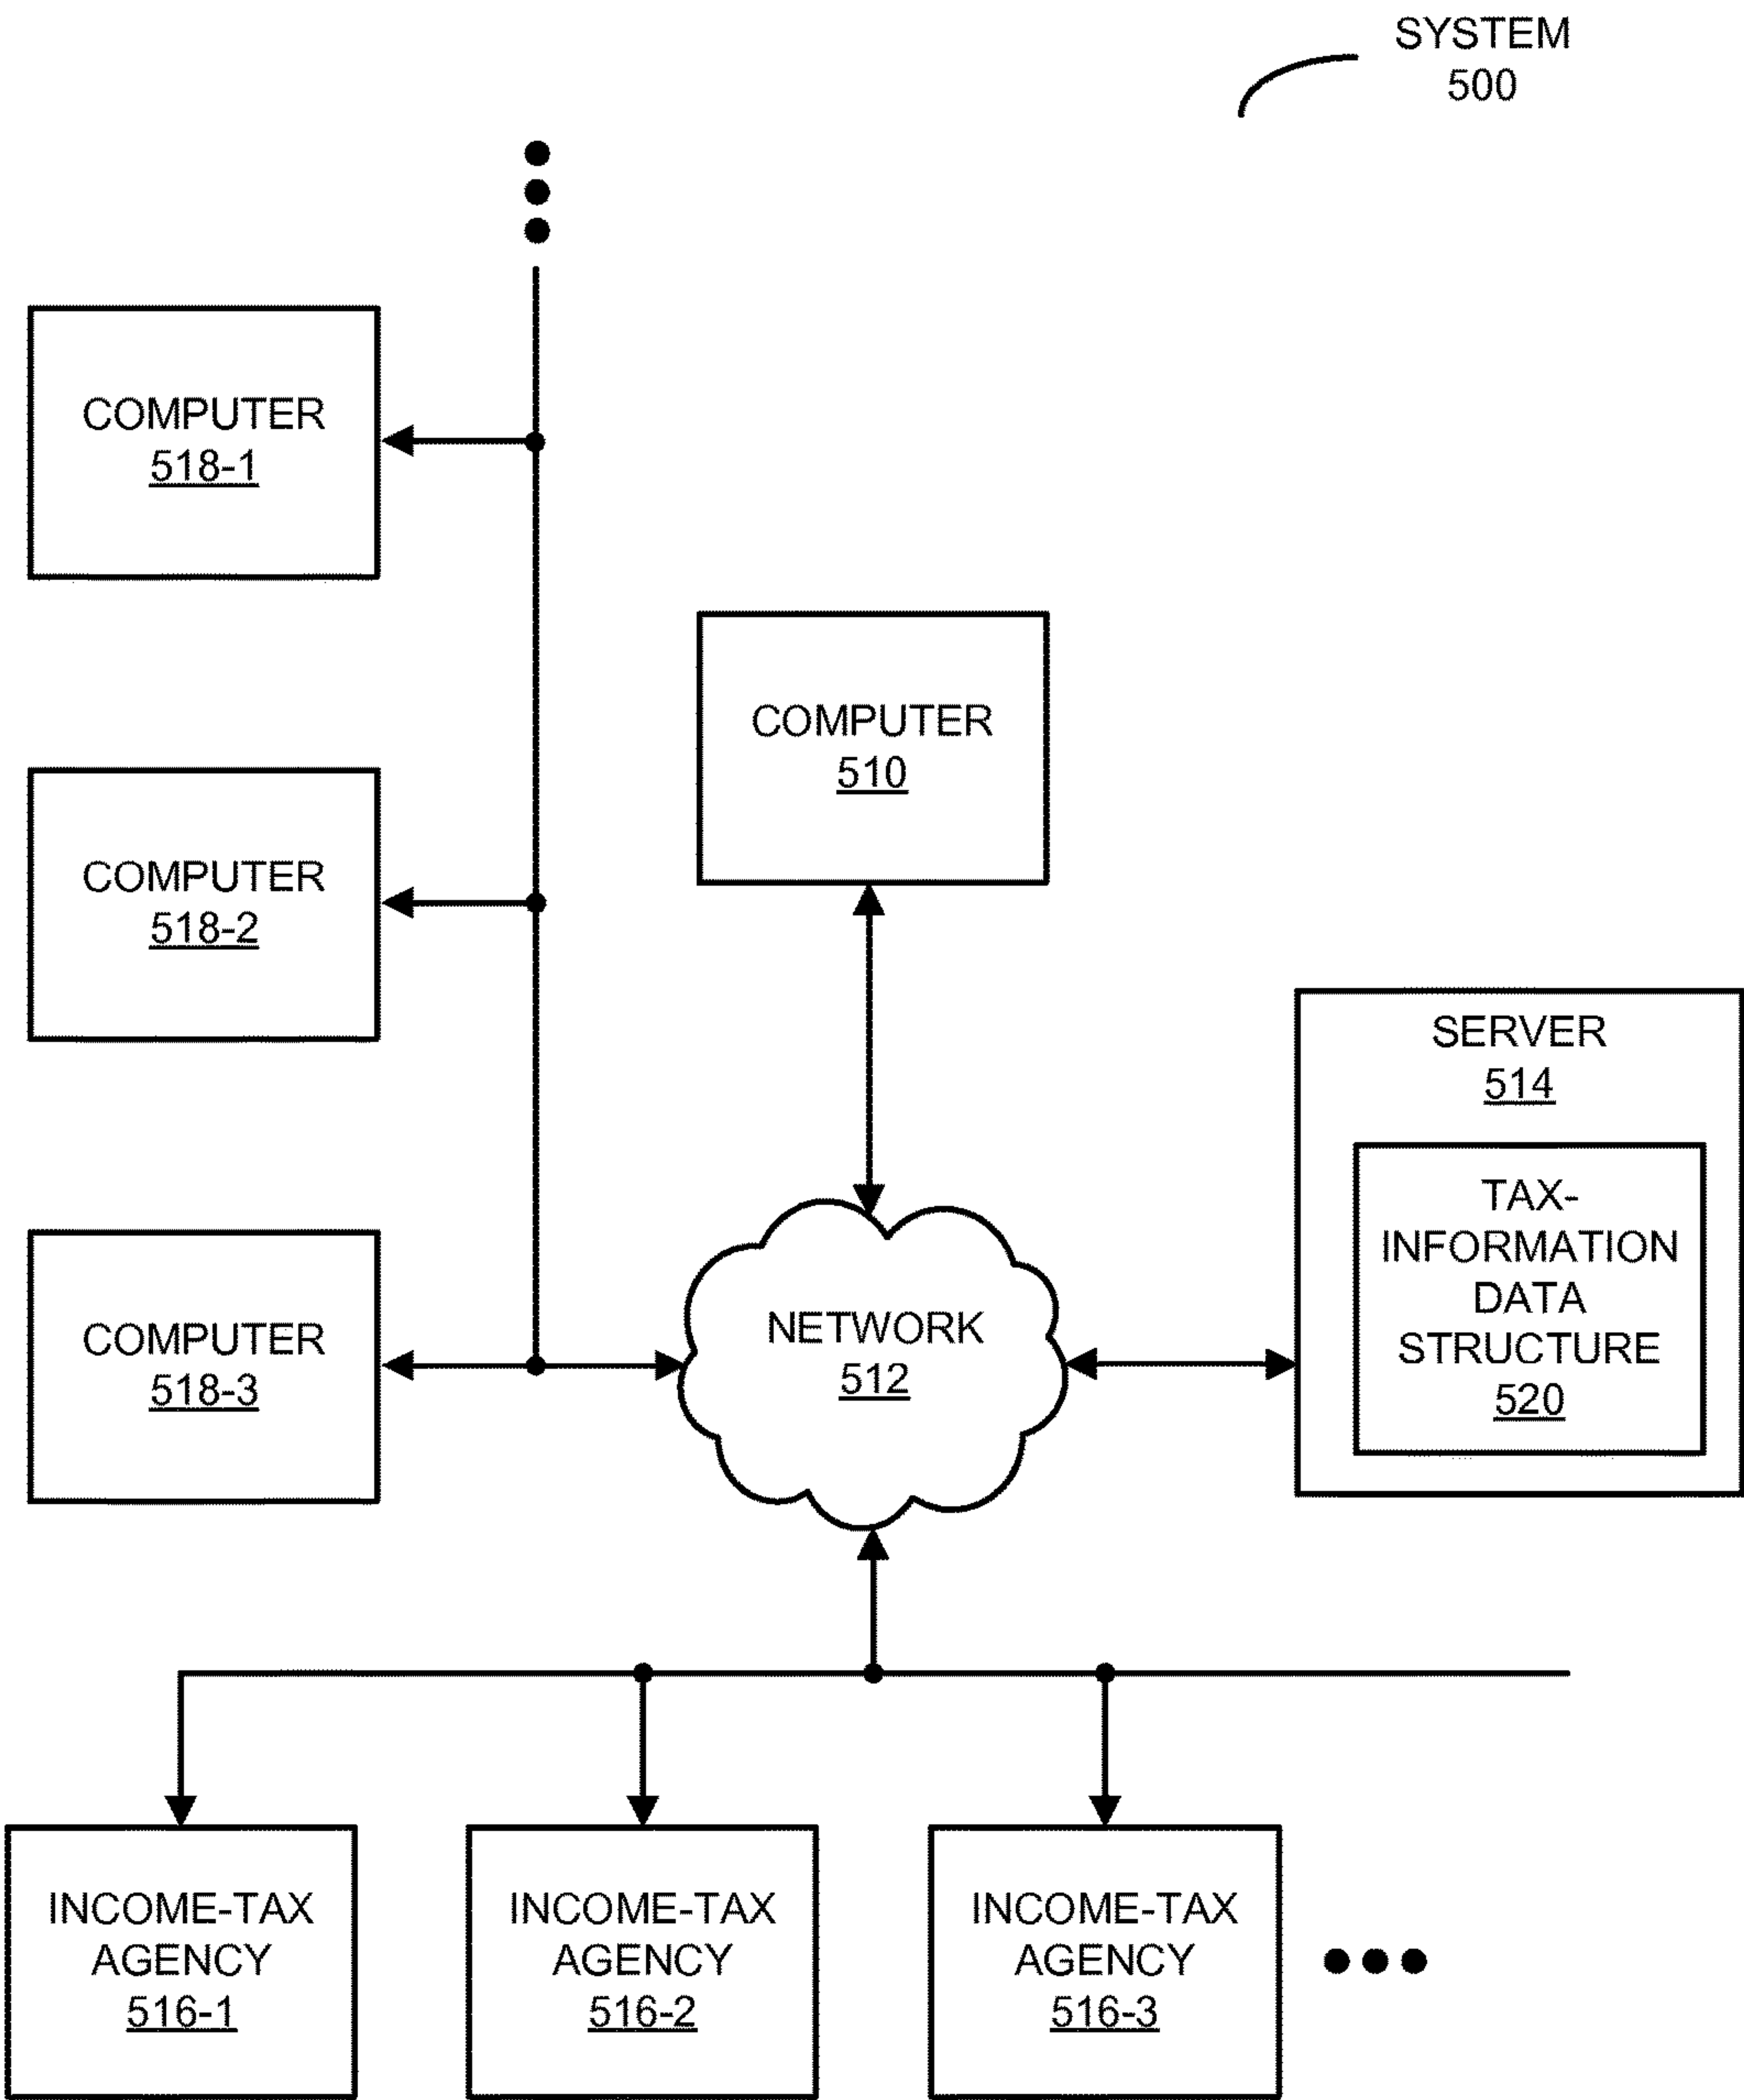 SYSTEM
500
COMPUTER
518-1
COMPUTER
510
COMPUTER
518-2
SERVER
514
TAX-
INFORMATION
DATA
STRUCTURE
520
COMPUTER
518-3
NETWORK
512
INCOME-TAX
AGENCY
516-1
INCOME-TAX
AGENCY
516-2
INCOME-TAX
AGENCY
516-3